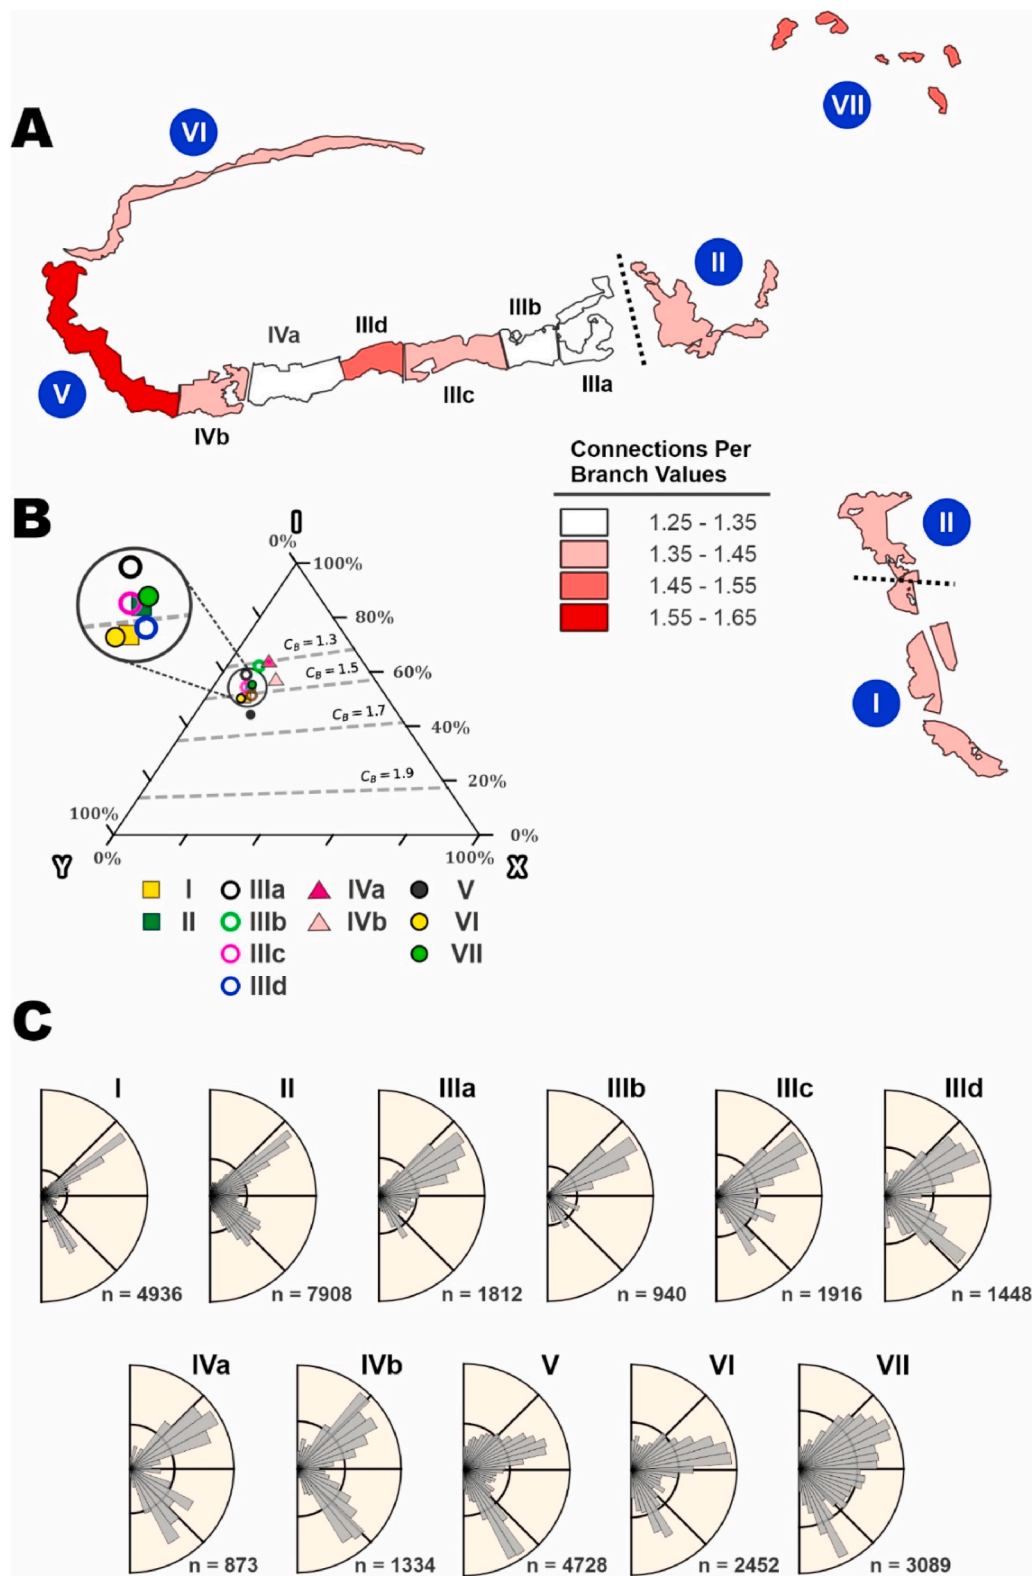 A
VI
VII
II
IIIb
IIId
IVa
V
IIIc
IIIa
IVb
Connections Per
Branch Values
1.25 - 1.35
1.35 - 1.45
1.45 - 1.55
1.55 - 1.65
II
I
B
I
0%
100%
80%
C_B = 1.3
C_B = 1.5
60%
C_B = 1.7
40%
C_B = 1.9
20%
100%
0%
Y
0%
100%
X
I IIIa IVa V
II IIIb IVb VI
IIIc VII
IIId
C
I II IIIa IIIb IIIc IIId
n = 4936 n = 7908 n = 1812 n = 940 n = 1916 n = 1448
IVa IVb V VI VII
n = 873 n = 1334 n = 4728 n = 2452 n = 3089